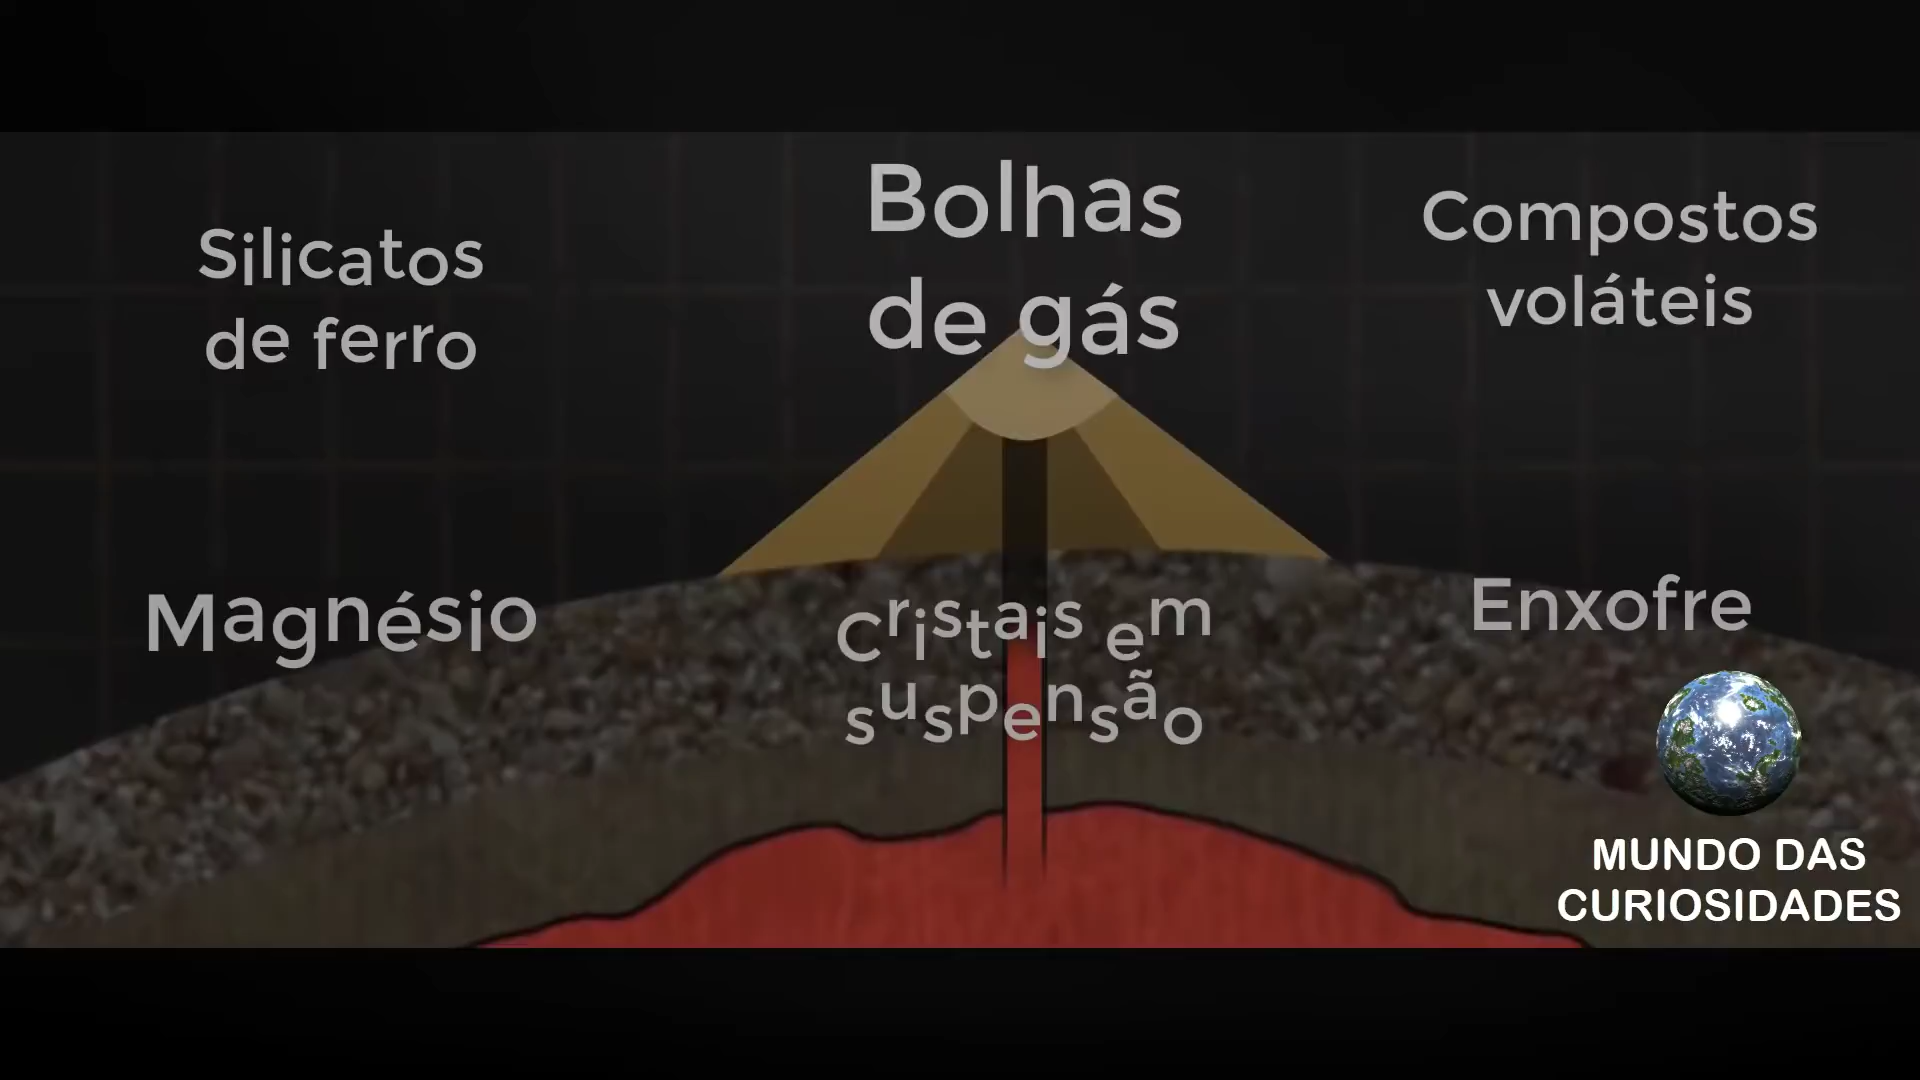 Silicatos
de ferro
Bolhas
de gás
Compostos
voláteis
Magnésio
Cristais em
suspensão
Enxofre
MUNDO DAS
CURIOSIDADES